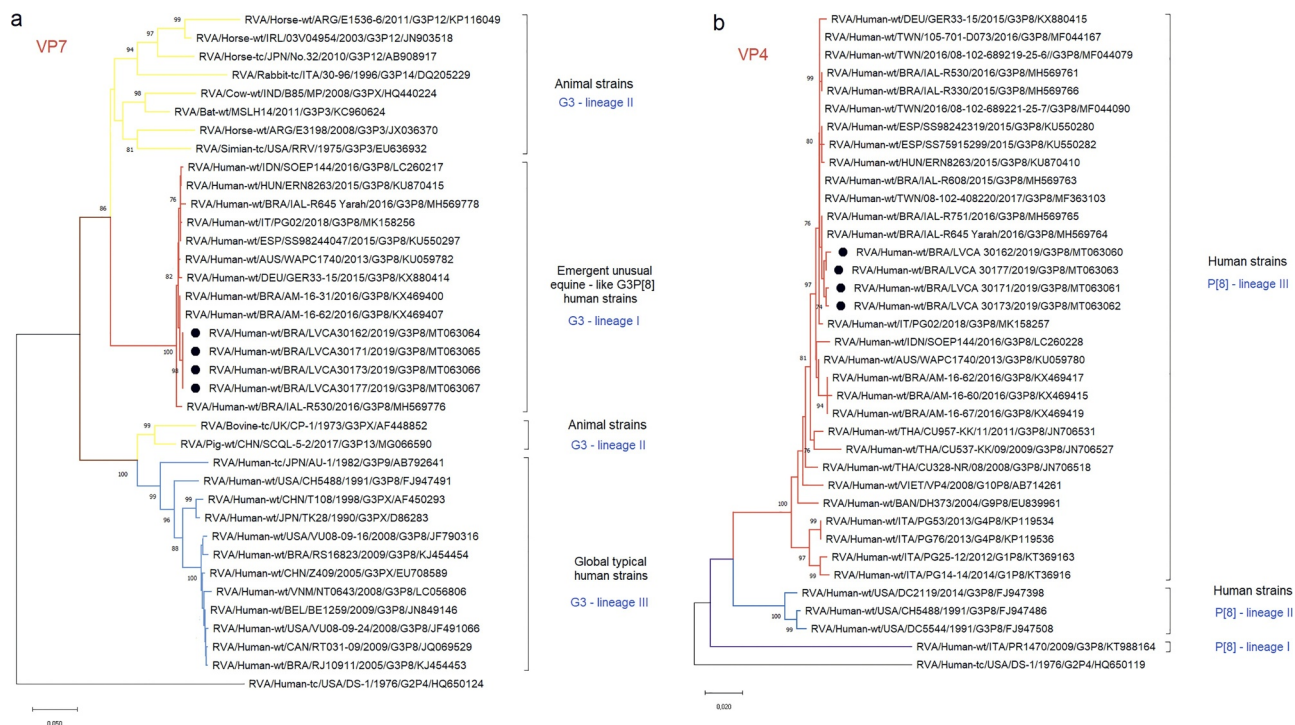 a
VP7
99
RVA/Horse-wt/ARG/E1536-6/2011/G3P12/KP116049
97
RVA/Horse-wt/IRL/03V04954/2003/G3P12/JN903518
94
RVA/Horse-tc/JPN/No.32/2010/G3P12/AB908917
RVA/Rabbit-tc/ITA/30-96/1996/G3P14/DQ205229
98
RVA/Cow-wt/IND/B85/MP/2008/G3PX/HQ440224
RVA/Bat-wt/MSLH14/2011/G3P3/KC960624
RVA/Horse-wt/ARG/E3198/2008/G3P3/JX036370
81
RVA/Simian-tc/USA/RRV/1975/G3P3/EU636932
Animal strains
G3 - lineage II
86
RVA/Human-wt/IDN/SOEP144/2016/G3P8/LC260217
RVA/Human-wt/HUN/ERN8263/2015/G3P8/KU870415
76
RVA/Human-wt/BRA/IAL-R645 Yarah/2016/G3P8/MH569778
RVA/Human-wt/IT/PG02/2018/G3P8/MK158256
RVA/Human-wt/ESP/SS98244047/2015/G3P8/KU550297
RVA/Human-wt/AUS/WAPC1740/2013/G3P8/KU059782
82
RVA/Human-wt/DEU/GER33-15/2015/G3P8/KX880414
RVA/Human-wt/BRA/AM-16-31/2016/G3P8/KX469400
RVA/Human-wt/BRA/AM-16-62/2016/G3P8/KX469407
RVA/Human-wt/BRA/LVCA30162/2019/G3P8/MT063064
100
RVA/Human-wt/BRA/LVCA30171/2019/G3P8/MT063065
98
RVA/Human-wt/BRA/LVCA30173/2019/G3P8/MT063066
RVA/Human-wt/BRA/LVCA30177/2019/G3P8/MT063067
RVA/Human-wt/BRA/IAL-R530/2016/G3P8/MH569776
Emergent unusual
equine - like G3P[8]
human strains
G3 - lineage I
99
RVA/Bovine-tc/UK/CP-1/1973/G3PX/AF448852
RVA/Pig-wt/CHN/SCQL-5-2/2017/G3P13/MG066590
Animal strains
G3 - lineage II
100
RVA/Human-tc/JPN/AU-1/1982/G3P9/AB792641
99
RVA/Human-wt/USA/CH5488/1991/G3P8/FJ947491
99
RVA/Human-wt/CHN/T108/1998/G3PX/AF450293
96
RVA/Human-wt/JPN/TK28/1990/G3PX/D86283
88
RVA/Human-wt/USA/VU08-09-16/2008/G3P8/JF790316
RVA/Human-wt/BRA/RS16823/2009/G3P8/KJ454454
100
RVA/Human-wt/CHN/Z409/2005/G3PX/EU708589
RVA/Human-wt/VNM/NT0643/2008/G3P8/LC056806
RVA/Human-wt/BEL/BE1259/2009/G3P8/JN849146
RVA/Human-wt/USA/VU08-09-24/2008/G3P8/JF491066
RVA/Human-wt/CAN/RT031-09/2009/G3P8/JQ069529
RVA/Human-wt/BRA/RJ10911/2005/G3P8/KJ454453
Global typical
human strains
G3 - lineage III
RVA/Human-tc/USA/DS-1/1976/G2P4/HQ650124
0,050
b
VP4
RVA/Human-wt/DEU/GER33-15/2015/G3P8/KX880415
RVA/Human-wt/TWN/105-701-D073/2016/G3P8/MF044167
RVA/Human-wt/TWN/2016/08-102-689219-25-6/G3P8/MF044079
99
RVA/Human-wt/BRA/IAL-R530/2016/G3P8/MH569761
RVA/Human-wt/BRA/IAL-R330/2015/G3P8/MH569766
RVA/Human-wt/TWN/2016/08-102-689221-25-7/G3P8/MF044090
RVA/Human-wt/ESP/SS98242319/2015/G3P8/KU550280
80
RVA/Human-wt/ESP/SS75915299/2015/G3P8/KU550282
RVA/Human-wt/HUN/ERN8263/2015/G3P8/KU870410
RVA/Human-wt/BRA/IAL-R608/2015/G3P8/MH569763
RVA/Human-wt/TWN/08-102-408220/2017/G3P8/MF363103
76
RVA/Human-wt/BRA/IAL-R751/2016/G3P8/MH569765
RVA/Human-wt/BRA/IAL-R645 Yarah/2016/G3P8/MH569764
RVA/Human-wt/BRA/LVCA 30162/2019/G3P8/MT063060
RVA/Human-wt/BRA/LVCA 30177/2019/G3P8/MT063063
97
RVA/Human-wt/BRA/LVCA 30171/2019/G3P8/MT063061
74
RVA/Human-wt/BRA/LVCA 30173/2019/G3P8/MT063062
RVA/Human-wt/IT/PG02/2018/G3P8/MK158257
RVA/Human-wt/IDN/SOEP144/2016/G3P8/LC260228
81
RVA/Human-wt/AUS/WAPC1740/2013/G3P8/KU059780
RVA/Human-wt/BRA/AM-16-62/2016/G3P8/KX469417
RVA/Human-wt/BRA/AM-16-60/2016/G3P8/KX469415
94
RVA/Human-wt/BRA/AM-16-67/2016/G3P8/KX469419
RVA/Human-wt/THA/CU957-KK/11/2011/G3P8/JN706531
76
RVA/Human-wt/THA/CU537-KK/09/2009/G3P8/JN706527
RVA/Human-wt/THA/CU328-NR/08/2008/G3P8/JN706518
RVA/Human-wt/VIET/VP4/2008/G10P8/AB714261
100
RVA/Human-wt/BAN/DH373/2004/G9P8/EU839961
99
RVA/Human-wt/ITA/PG53/2013/G4P8/KP119534
RVA/Human-wt/ITA/PG76/2013/G4P8/KP119536
97
RVA/Human-wt/ITA/PG25-12/2012/G1P8/KT369163
99
RVA/Human-wt/ITA/PG14-14/2014/G1P8/KT36916
Human strains
P[8] - lineage III
RVA/Human-wt/USA/DC2119/2014/G3P8/FJ947398
100
RVA/Human-wt/USA/CH5488/1991/G3P8/FJ947486
99
RVA/Human-wt/USA/DC5544/1991/G3P8/FJ947508
Human strains
P[8] - lineage II
RVA/Human-wt/ITA/PR1470/2009/G3P8/KT988164
P[8] - lineage I
RVA/Human-tc/USA/DS-1/1976/G2P4/HQ650119
0,020